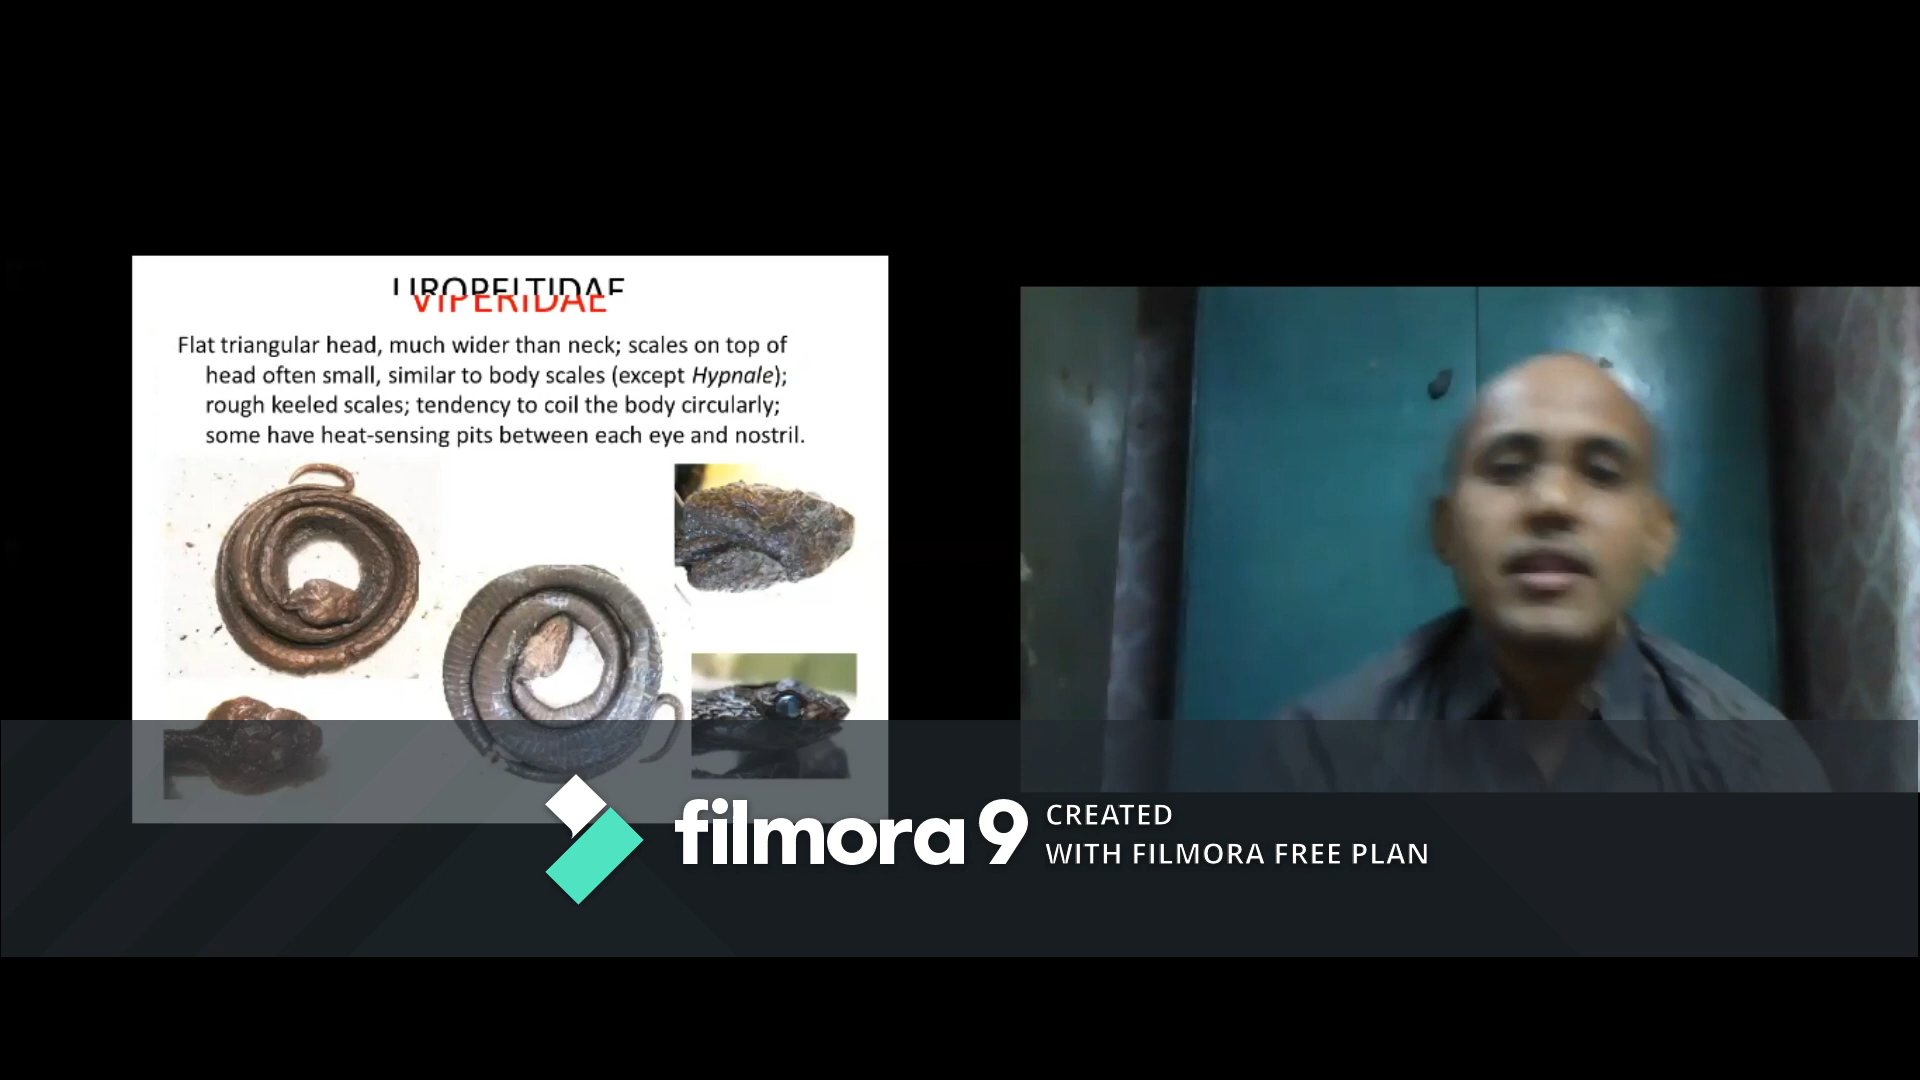 UROPELTIDAE
VIPERIDAE
Flat triangular head, much wider than neck; scales on top of
head often small, similar to body scales (except Hypnale);
rough keeled scales; tendency to coil the body circularly;
some have heat-sensing pits between each eye and nostril.
filmora 9
CREATED
WITH FILMORA FREE PLAN